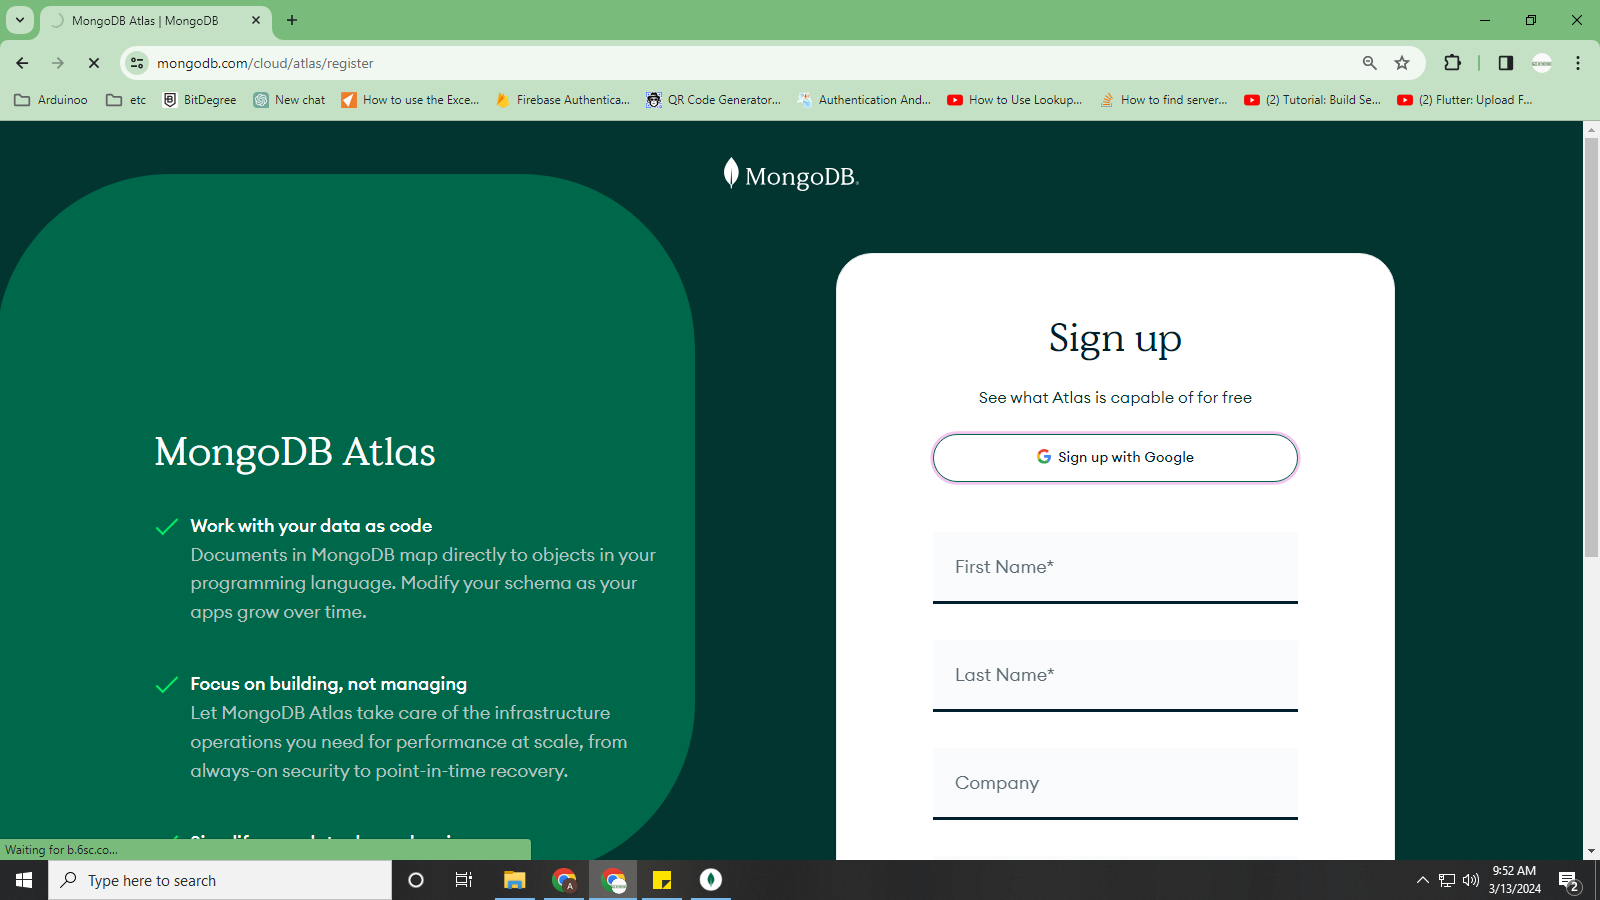 MongoDB Atlas | MongoDB
mongodb.com/cloud/atlas/register
Arduinoo
etc
BitDegree
New chat
How to use the Exce...
Firebase Authentica...
QR Code Generator...
Authentication And...
How to Use Lookup...
How to find server...
(2) Tutorial: Build Se...
(2) Flutter: Upload F...
MongoDB.
MongoDB Atlas
Work with your data as code
Documents in MongoDB map directly to objects in your
programming language. Modify your schema as your
apps grow over time.
Focus on building, not managing
Let MongoDB Atlas take care of the infrastructure
operations you need for performance at scale, from
always-on security to point-in-time recovery.
Sign up
See what Atlas is capable of for free
Sign up with Google
First Name*
Last Name*
Company
Waiting for b.6sc.co...
Type here to search
A
9:52 AM
3/13/2024
2